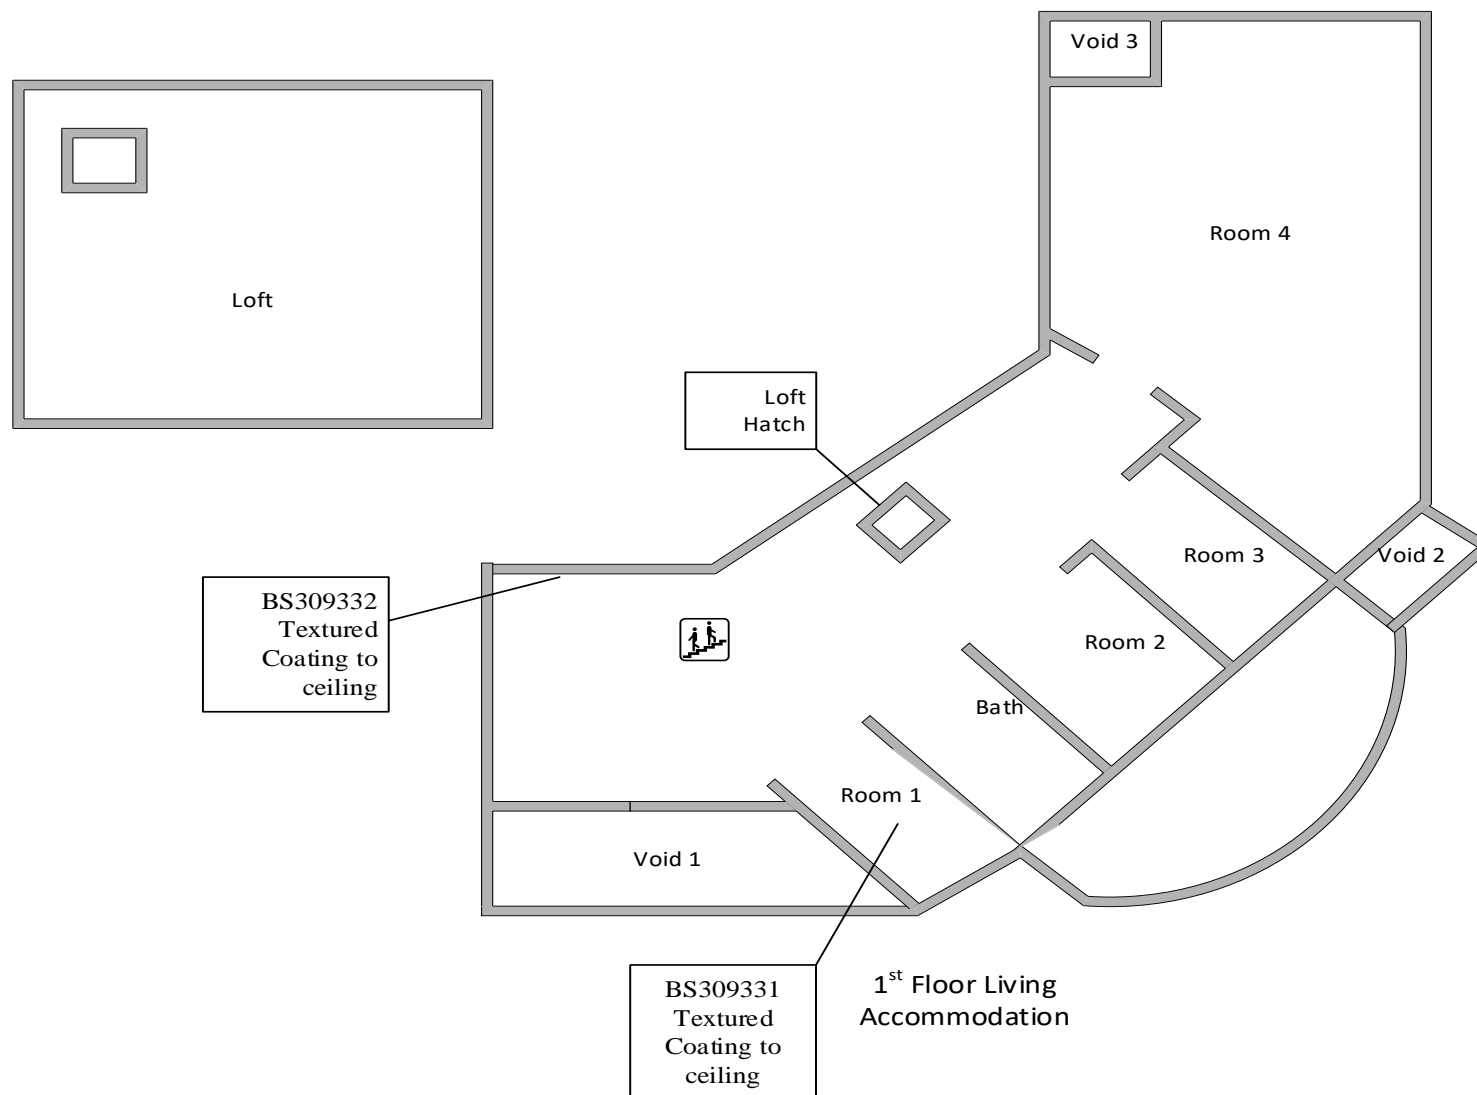 Void 3
Room 4
Loft
Loft
Hatch
Room 3
Void 2
BS309332
Textured
Coating to
ceiling
Room 2
Bath
Room 1
Void 1
BS309331
Textured
Coating to
ceiling
1st Floor Living
Accommodation